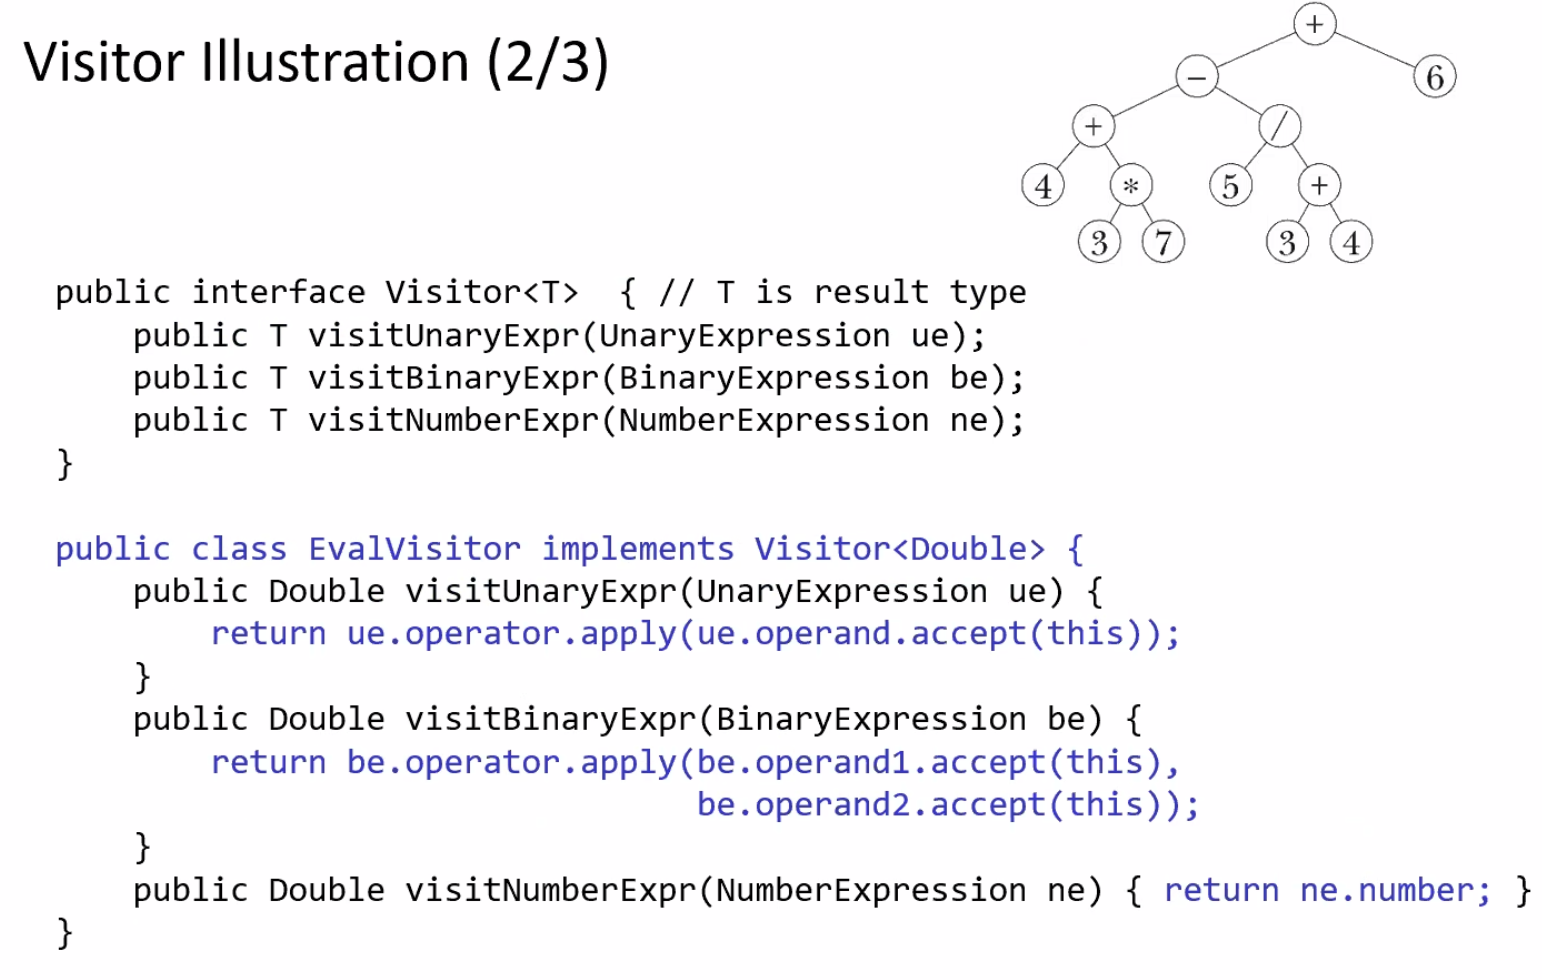 Visitor Illustration (2/3)
+
− 6
+ /
4 * 5 +
3 7 3 4
public interface Visitor<T>  { // T is result type
    public T visitUnaryExpr(UnaryExpression ue);
    public T visitBinaryExpr(BinaryExpression be);
    public T visitNumberExpr(NumberExpression ne);
}
public class EvalVisitor implements Visitor<Double> {
    public Double visitUnaryExpr(UnaryExpression ue) {
        return ue.operator.apply(ue.operand.accept(this));
    }
    public Double visitBinaryExpr(BinaryExpression be) {
        return be.operator.apply(be.operand1.accept(this),
                                 be.operand2.accept(this));
    }
    public Double visitNumberExpr(NumberExpression ne) { return ne.number; }
}